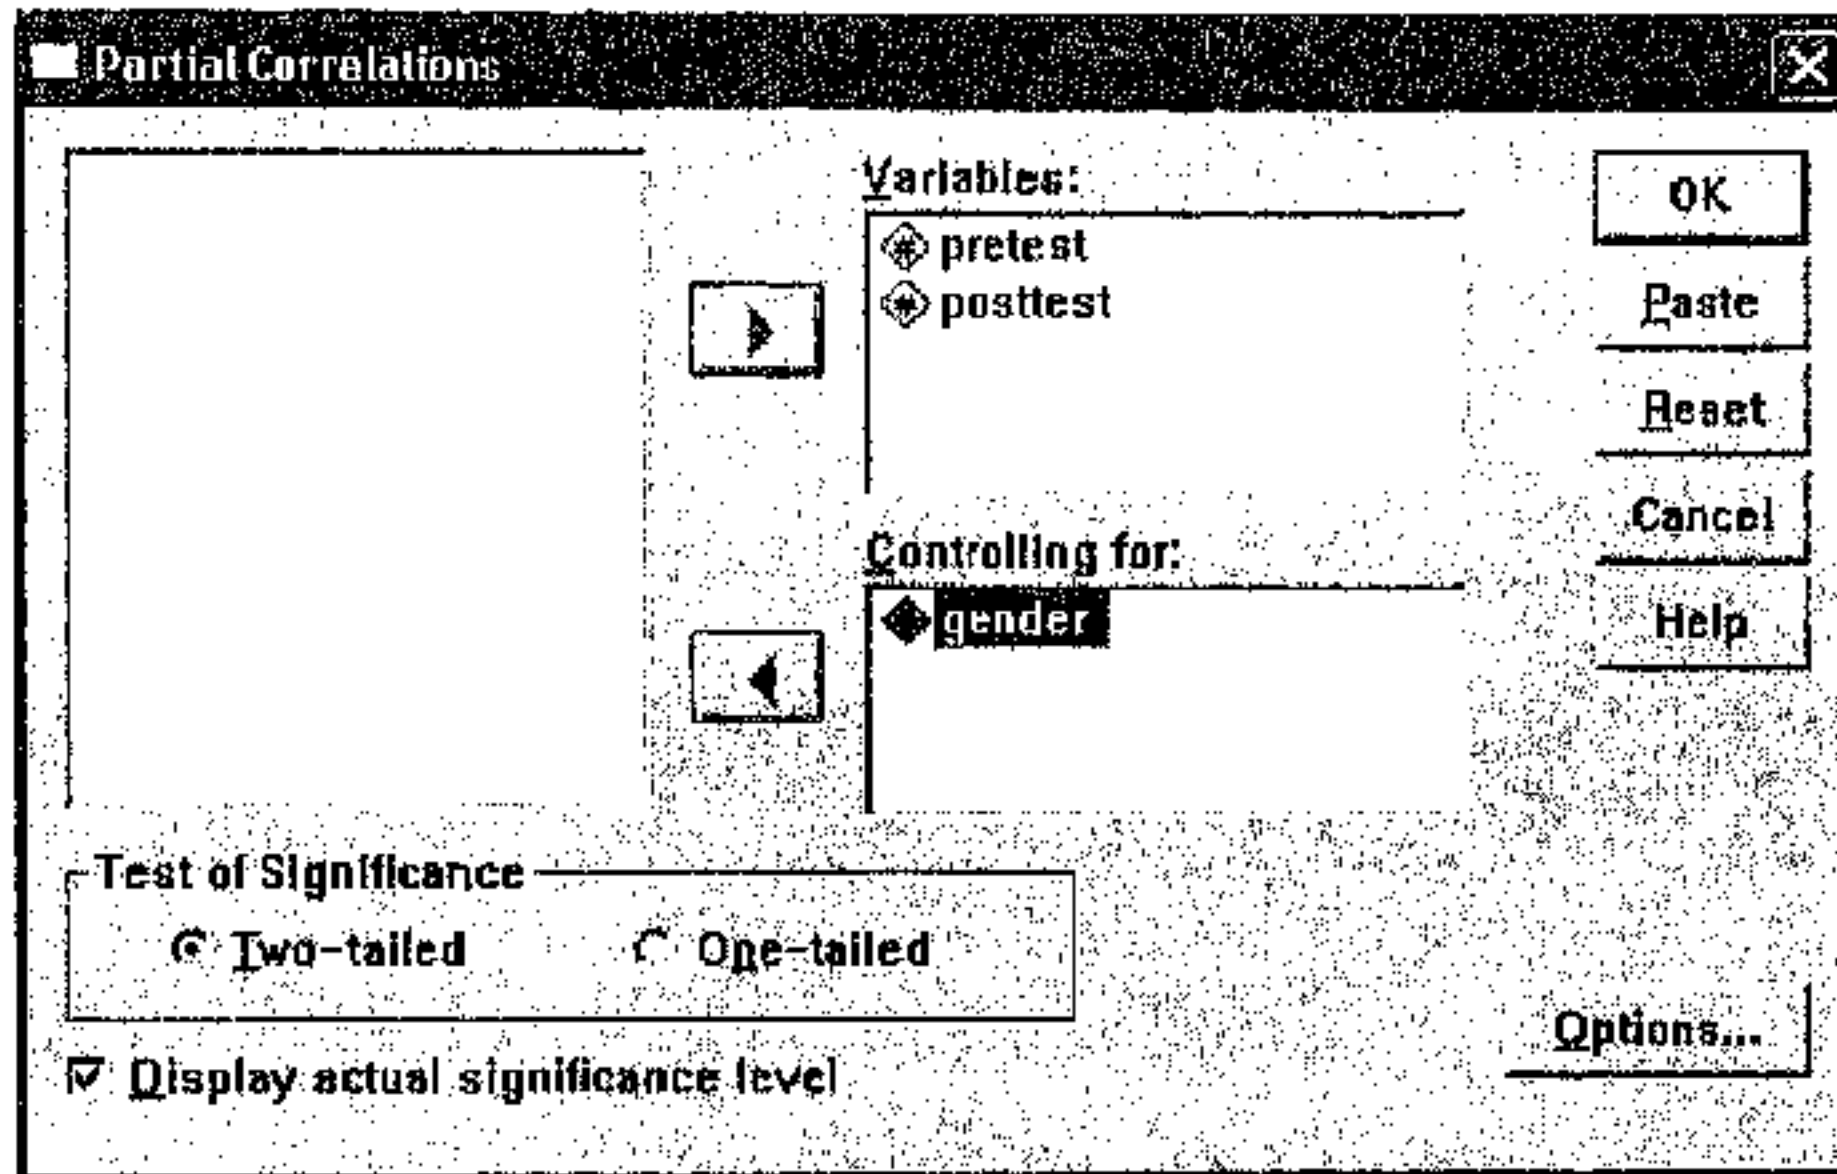 Partial Correlations
Variables:
pretest
posttest
Controlling for:
gender
OK
Paste
Reset
Cancel
Help
Test of Significance
Two-tailed One-tailed
Display actual significance level
Options...